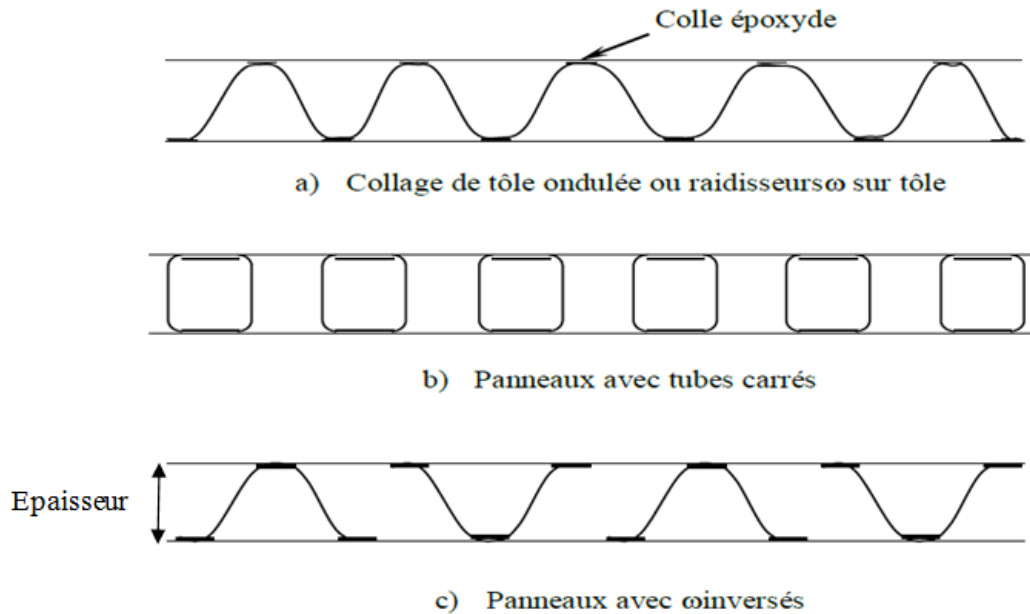 Colle époxyde
a) Collage de tôle ondulée ou raidisseursω sur tôle
b) Panneaux avec tubes carrés
Epaisseur
c) Panneaux avec ωinversés